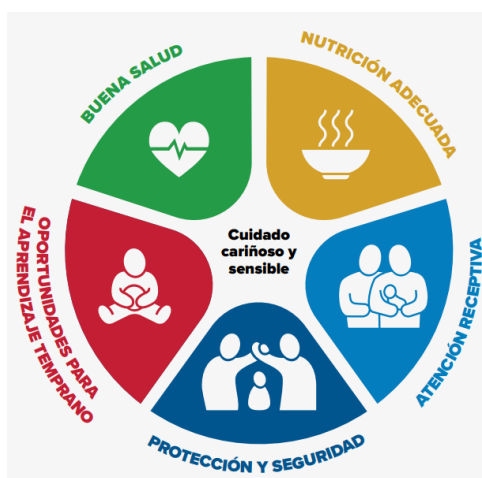 BUENA SALUD
NUTRICIÓN ADECUADA
OPORTUNIDADES PARA
EL APRENDIZAJE TEMPRANO
Cuidado
cariñoso y
sensible
ATENCIÓN RECEPTIVA
PROTECCIÓN Y SEGURIDAD